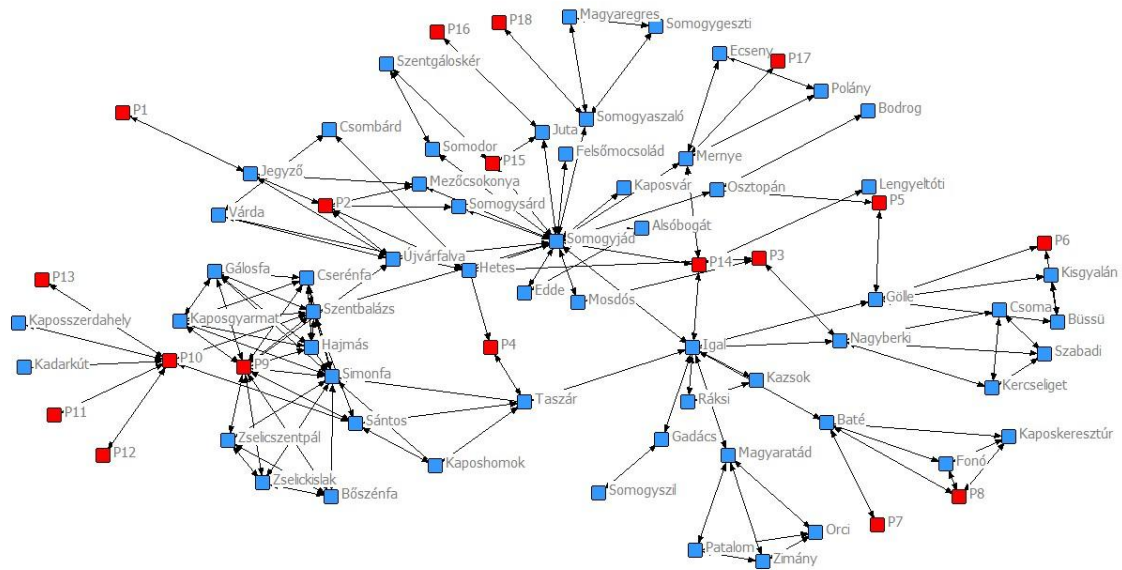 Magyaregres
P18
P16
Somogygeszti
Ecseny
P17
Szentgáloskér
Polány
P1
Bodrog
Somogyaszaló
Csombárd
Juta
Somodor
Felsőmocsolád
Mernye
P15
Jegyző
Mezőcsokonya
Kaposvár
Osztopán
Lengyeltóti
P2
Somogysárd
P5
Várda
Alsóbogát
Somogyjád
P6
Újvárfalva
P14
P3
Gálosfa
Cserénfa
Hetes
Kisgyalán
P13
Edde
Mosdós
Gölle
Szentbalázs
Csoma
Kaposszerdahely
Kaposgyarmat
Büssü
Hajmás
P4
Igal
Nagyberki
Szabadi
Kadarkút
P10
P9
Simonfa
Kazsok
Kercseliget
Ráksi
Taszár
P11
Sántos
Baté
Zselicszentpál
Gadács
Kaposkeresztúr
P12
Magyaratád
Kaposhomok
Fonó
Zselickislak
Bőszénfa
Somogyszil
P8
P7
Orci
Patalom
Zimány